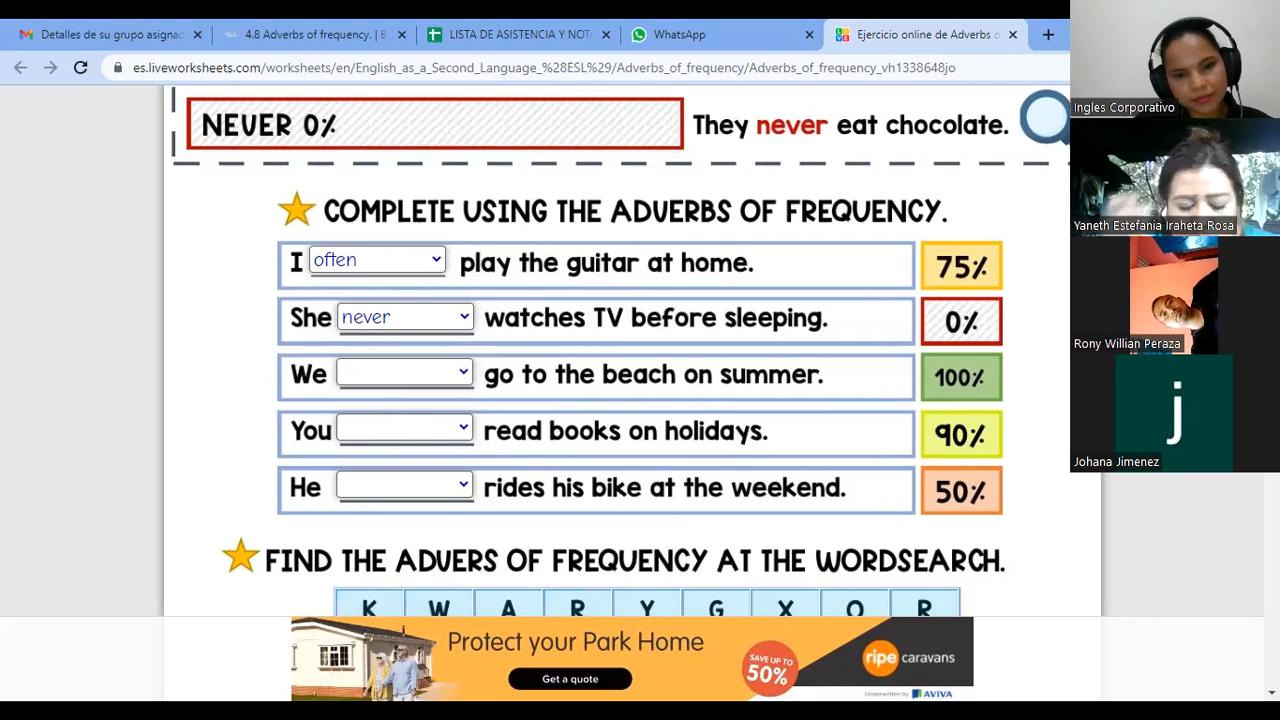 Detalles de su grupo asignac
4.8 Adverbs of frequency. | B
LISTA DE ASISTENCIA Y NOTA
WhatsApp
Ejercicio online de Adverbs o
es.liveworksheets.com/worksheets/en/English_as_a_Second_Language_%28ESL%29/Adverbs_of_frequency/Adverbs_of_frequency_vh1338648jo
NEVER 0%
They never eat chocolate.
COMPLETE USING THE ADVERBS OF FREQUENCY.
I often play the guitar at home. 75%
She never watches TV before sleeping. 0%
We go to the beach on summer. 100%
You read books on holidays. 90%
He rides his bike at the weekend. 50%
FIND THE ADVERS OF FREQUENCY AT THE WORDSEARCH.
K W A R Y G X O R
Protect your Park Home
Get a quote
SAVE UP TO
50%
ripe caravans
Underwritten by AVIVA
Ingles Corporativo
Yaneth Estefania Iraheta Rosa
Rony Willian Peraza
j
Johana Jimenez